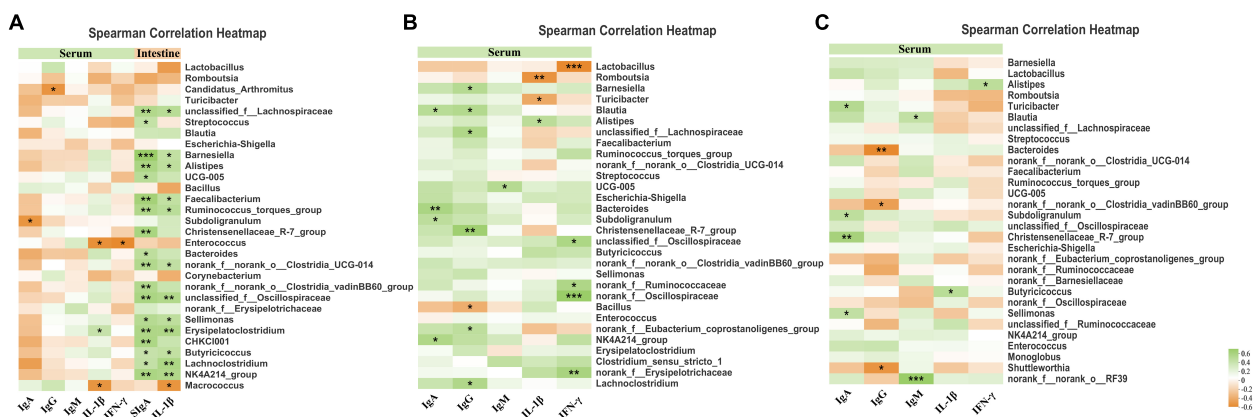 A
Spearman Correlation Heatmap
Serum
Intestine
Lactobacillus
Romboutsia
*
Candidatus_Arthromitus
Turicibacter
** * unclassified_f__Lachnospiraceae
* Streptococcus
Blautia
Escherichia-Shigella
*** * Barnesiella
** * Alistipes
* UCG-005
Bacillus
** * Faecalibacterium
** * Ruminococcus_torques_group
* Subdoligranulum
** Christensenellaceae_R-7_group
* * Enterococcus
* Bacteroides
** * norank_f__norank_o__Clostridia_UCG-014
Corynebacterium
** norank_f__norank_o__Clostridia_vadinBB60_group
** ** unclassified_f__Oscillospiraceae
norank_f__Erysipelotrichaceae
* * Sellimonas
* ** ** Erysipelatoclostridium
** CHKCI001
* * Butyricicoccus
* ** Lachnoclostridium
** ** NK4A214_group
* * Macrococcus
IgA IgG IgM IL-1β IFN-γ SIgA IL-1β
B
Spearman Correlation Heatmap
Serum
*** Lactobacillus
** Romboutsia
* Barnesiella
* Turicibacter
* * Blautia
* Alistipes
* unclassified_f__Lachnospiraceae
Faecalibacterium
Ruminococcus_torques_group
norank_f__norank_o__Clostridia_UCG-014
Streptococcus
* UCG-005
Escherichia-Shigella
** Bacteroides
* Subdoligranulum
** Christensenellaceae_R-7_group
* unclassified_f__Oscillospiraceae
Butyricicoccus
norank_f__norank_o__Clostridia_vadinBB60_group
Sellimonas
* norank_f__Ruminococcaceae
*** norank_f__Oscillospiraceae
* Bacillus
Enterococcus
* norank_f__Eubacterium_coprostanoligenes_group
* NK4A214_group
Erysipelatoclostridium
Clostridium_sensu_stricto_1
** norank_f__Erysipelotrichaceae
* Lachnoclostridium
IgA IgG IgM IL-1β IFN-γ
C
Spearman Correlation Heatmap
Serum
Barnesiella
Lactobacillus
* Alistipes
Romboutsia
* Turicibacter
* Blautia
unclassified_f__Lachnospiraceae
Streptococcus
** Bacteroides
norank_f__norank_o__Clostridia_UCG-014
Faecalibacterium
Ruminococcus_torques_group
UCG-005
* norank_f__norank_o__Clostridia_vadinBB60_group
* Subdoligranulum
unclassified_f__Oscillospiraceae
** Christensenellaceae_R-7_group
Escherichia-Shigella
norank_f__Eubacterium_coprostanoligenes_group
norank_f__Ruminococcaceae
norank_f__Barnesiellaceae
* Butyricicoccus
norank_f__Oscillospiraceae
* Sellimonas
unclassified_f__Ruminococcaceae
NK4A214_group
Enterococcus
Monoglobus
* Shuttleworthia
*** norank_f__norank_o__RF39
IgA IgG IgM IL-1β IFN-γ
0.6
0.4
0.2
0
-0.2
-0.4
-0.6